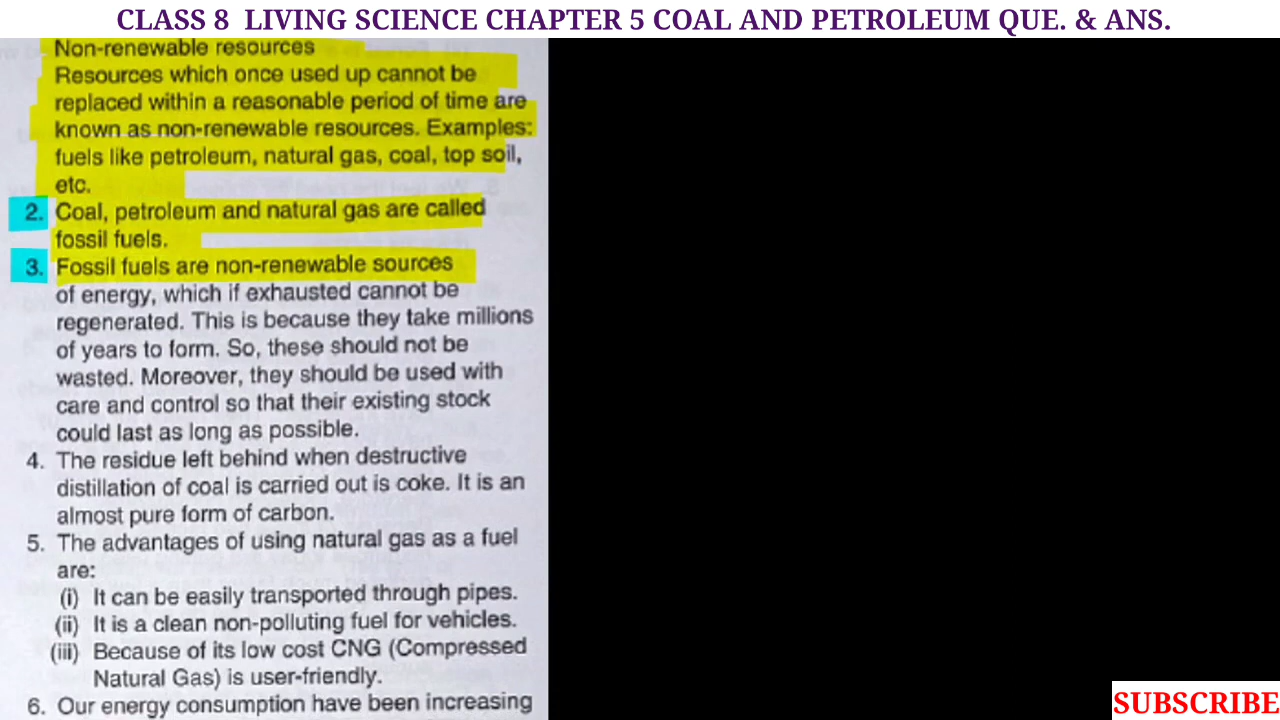 CLASS 8 LIVING SCIENCE CHAPTER 5 COAL AND PETROLEUM QUE. & ANS.
Non-renewable resources
Resources which once used up cannot be
replaced within a reasonable period of time are
known as non-renewable resources. Examples:
fuels like petroleum, natural gas, coal, top soil,
etc.
2. Coal, petroleum and natural gas are called
fossil fuels.
3. Fossil fuels are non-renewable sources
of energy, which if exhausted cannot be
regenerated. This is because they take millions
of years to form. So, these should not be
wasted. Moreover, they should be used with
care and control so that their existing stock
could last as long as possible.
4. The residue left behind when destructive
distillation of coal is carried out is coke. It is an
almost pure form of carbon.
5. The advantages of using natural gas as a fuel
are:
(i) It can be easily transported through pipes.
(ii) It is a clean non-polluting fuel for vehicles.
(iii) Because of its low cost CNG (Compressed
Natural Gas) is user-friendly.
6. Our energy consumption have been increasing
SUBSCRIBE